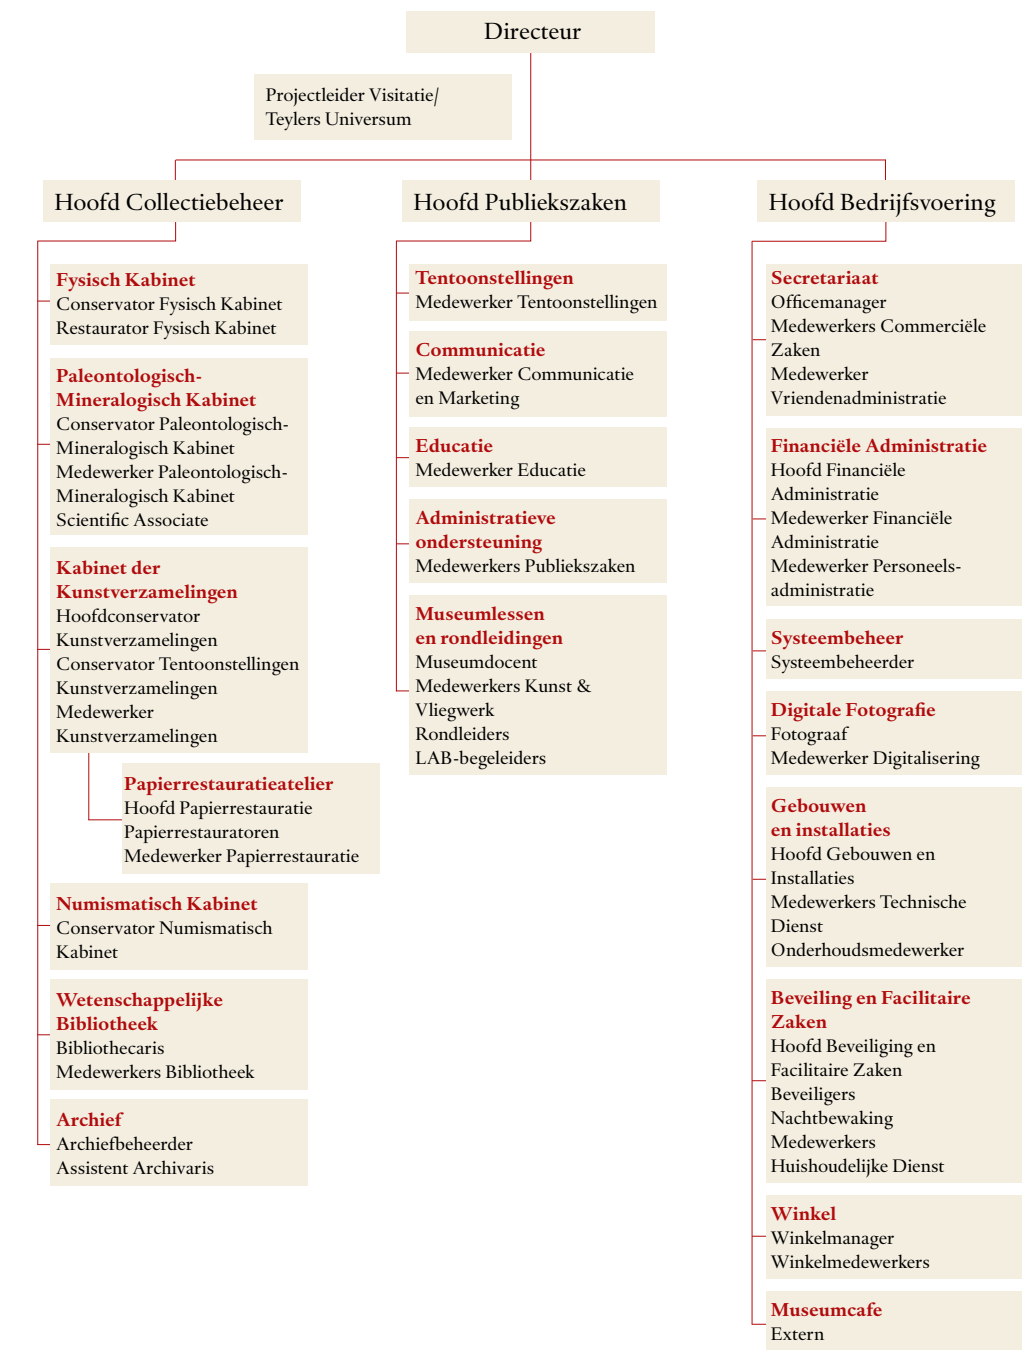 Directeur
Projectleider Visitatie/
Teylers Universum
Hoofd Collectiebeheer
Fysisch Kabinet
Conservator Fysisch Kabinet
Restaurator Fysisch Kabinet
Paleontologisch-
Mineralogisch Kabinet
Conservator Paleontologisch-
Mineralogisch Kabinet
Medewerker Paleontologisch-
Mineralogisch Kabinet
Scientific Associate
Kabinet der
Kunstverzamelingen
Hoofdconservator
Kunstverzamelingen
Conservator Tentoonstellingen
Kunstverzamelingen
Medewerker
Kunstverzamelingen
Papierrestauratieatelier
Hoofd Papierrestauratie
Papierrestauratoren
Medewerker Papierrestauratie
Numismatisch Kabinet
Conservator Numismatisch
Kabinet
Wetenschappelijke
Bibliotheek
Bibliothecaris
Medewerkers Bibliotheek
Archief
Archiefbeheerder
Assistent Archivaris
Hoofd Publiekszaken
Tentoonstellingen
Medewerker Tentoonstellingen
Communicatie
Medewerker Communicatie
en Marketing
Educatie
Medewerker Educatie
Administratieve
ondersteuning
Medewerkers Publiekszaken
Museumlessen
en rondleidingen
Museumdocent
Medewerkers Kunst &
Vliegwerk
Rondleiders
LAB-begeleiders
Hoofd Bedrijfsvoering
Secretariaat
Officemanager
Medewerkers Commerciële
Zaken
Medewerker
Vriendenadministratie
Financiële Administratie
Hoofd Financiële
Administratie
Medewerker Financiële
Administratie
Medewerker Personeels-
administratie
Systeembeheer
Systeembeheerder
Digitale Fotografie
Fotograaf
Medewerker Digitalisering
Gebouwen
en installaties
Hoofd Gebouwen en
Installaties
Medewerkers Technische
Dienst
Onderhoudsmedewerker
Beveiling en Facilitaire
Zaken
Hoofd Beveiliging en
Facilitaire Zaken
Beveiligers
Nachtbewaking
Medewerkers
Huishoudelijke Dienst
Winkel
Winkelmanager
Winkelmedewerkers
Museumcafe
Extern